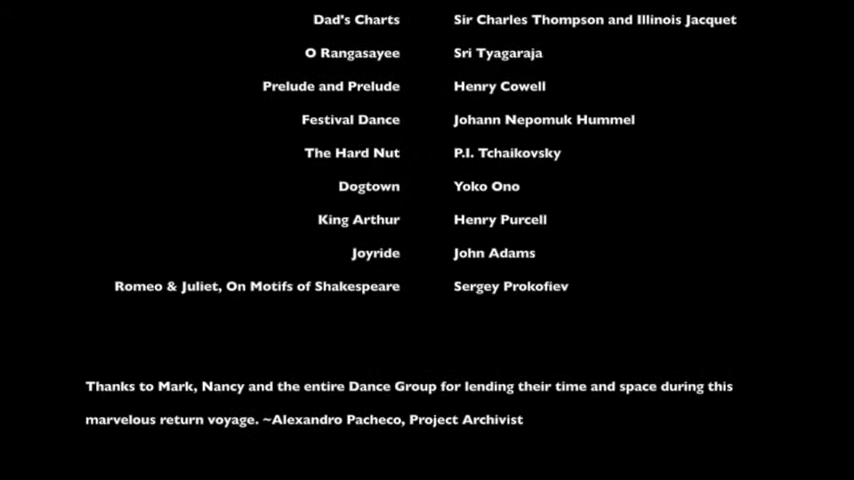 Dad's Charts Sir Charles Thompson and Illinois Jacquet
O Rangasayee Sri Tyagaraja
Prelude and Prelude Henry Cowell
Festival Dance Johann Nepomuk Hummel
The Hard Nut P.I. Tchaikovsky
Dogtown Yoko Ono
King Arthur Henry Purcell
Joyride John Adams
Romeo & Juliet, On Motifs of Shakespeare Sergey Prokofiev
Thanks to Mark, Nancy and the entire Dance Group for lending their time and space during this
marvelous return voyage. ~Alexandro Pacheco, Project Archivist